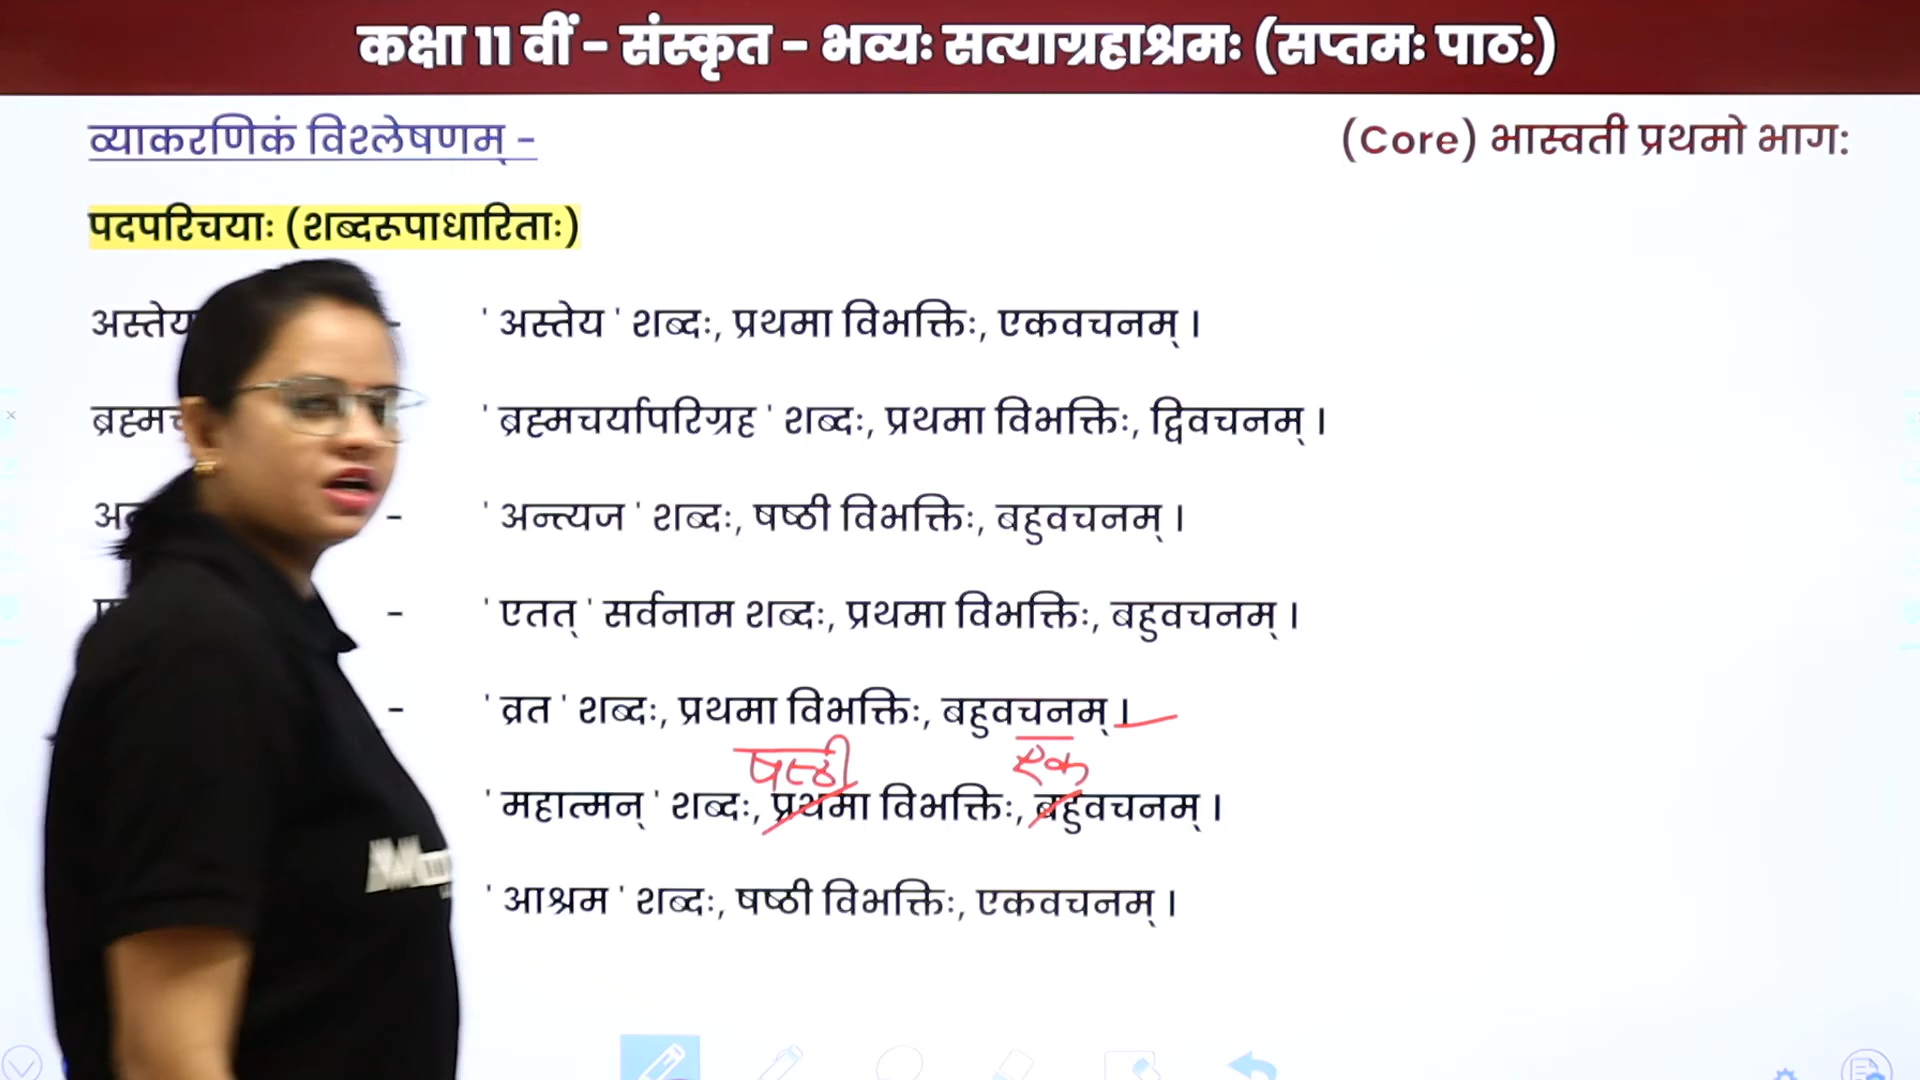 कक्षा 11 वीं - संस्कृत - भव्यः सत्याग्रहाश्रमः (सप्तमः पाठः)
व्याकरणिकं विश्लेषणम् -
(Core) भास्वती प्रथमो भागः
पदपरिचयाः (शब्दरूपाधारिताः)
- ' अस्तेय ' शब्दः, प्रथमा विभक्तिः, एकवचनम् ।
' ब्रह्मचर्यापरिग्रह ' शब्दः, प्रथमा विभक्तिः, द्विवचनम् ।
- ' अन्त्यज ' शब्दः, षष्ठी विभक्तिः, बहुवचनम् ।
- ' एतत् ' सर्वनाम शब्दः, प्रथमा विभक्तिः, बहुवचनम् ।
- ' व्रत ' शब्दः, प्रथमा विभक्तिः, बहुवचनम् ।
षष्ठी एक
' महात्मन् ' शब्दः, प्रथमा विभक्तिः, बहुवचनम् ।
' आश्रम ' शब्दः, षष्ठी विभक्तिः, एकवचनम् ।